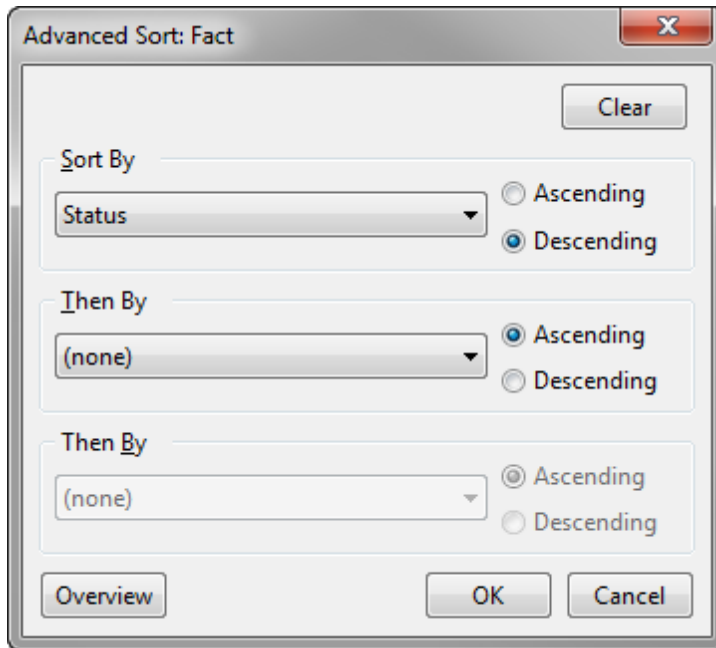 Advanced Sort: Fact
Clear
Sort By
Status
Ascending
Descending
Then By
(none)
Ascending
Descending
Then By
(none)
Ascending
Descending
Overview
OK
Cancel